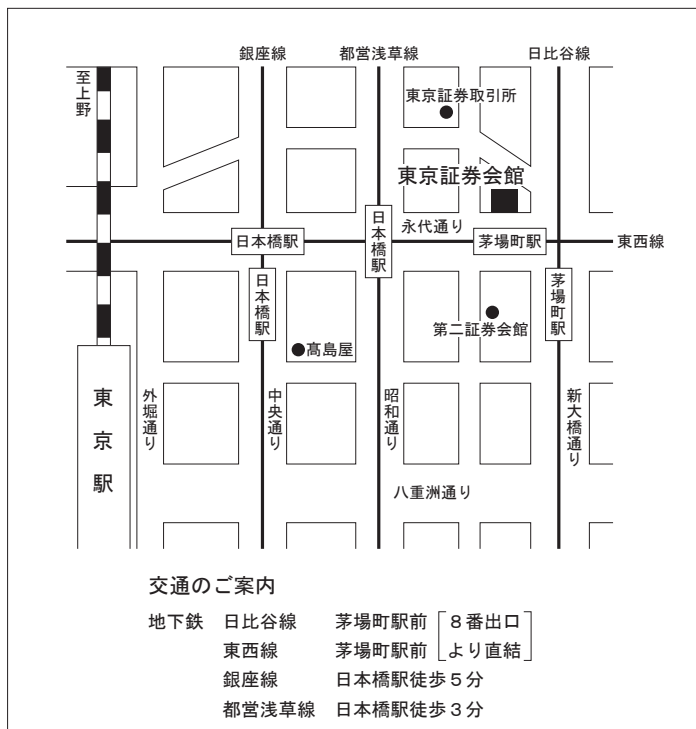 銀座線
都営浅草線
日比谷線
至上野
東京証券取引所
東京証券会館
永代通り
日本橋駅
日本橋駅
茅場町駅
東西線
日本橋駅
茅場町駅
第二証券会館
髙島屋
東京駅
外堀通り
中央通り
昭和通り
新大橋通り
八重洲通り
交通のご案内
地下鉄 日比谷線 茅場町駅前 [8番出口
東西線 茅場町駅前 より直結]
銀座線 日本橋駅徒歩5分
都営浅草線 日本橋駅徒歩3分